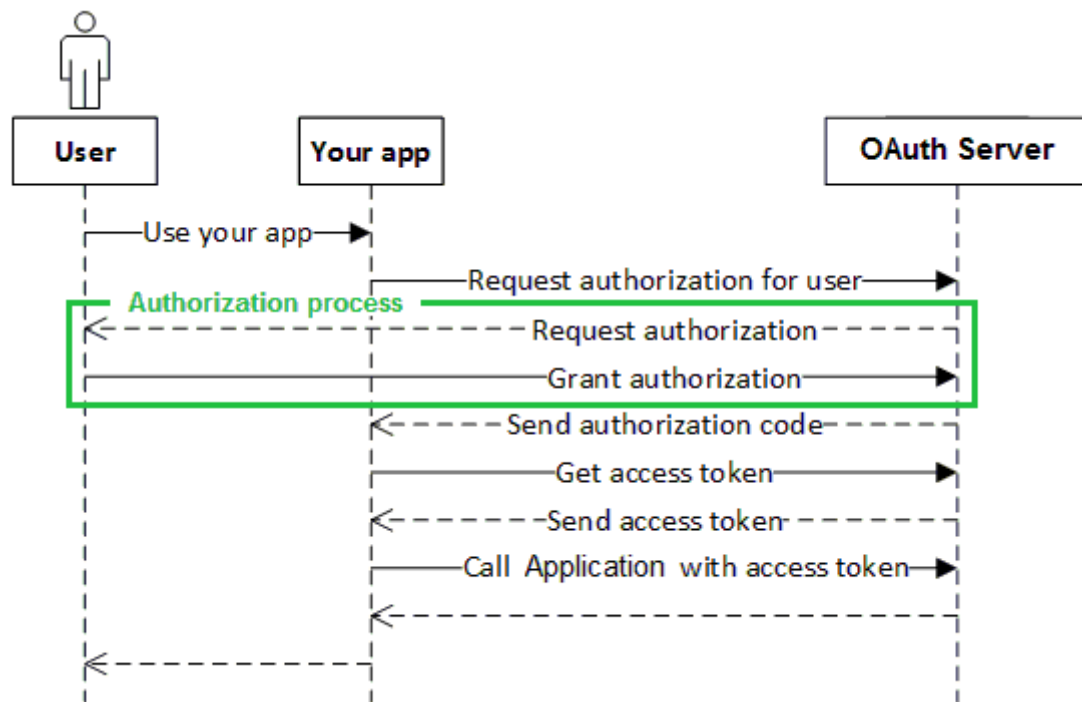 User
Your app
OAuth Server
Use your app
Request authorization for user
Authorization process
Request authorization
Grant authorization
Send authorization code
Get access token
Send access token
Call Application with access token